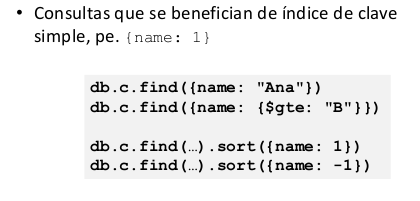 • Consultas que se benefician de índice de clave
simple, pe. {name: 1}
db.c.find({name: "Ana"})
db.c.find({name: {$gte: "B"}})
db.c.find(…).sort({name: 1})
db.c.find(…).sort({name: -1})